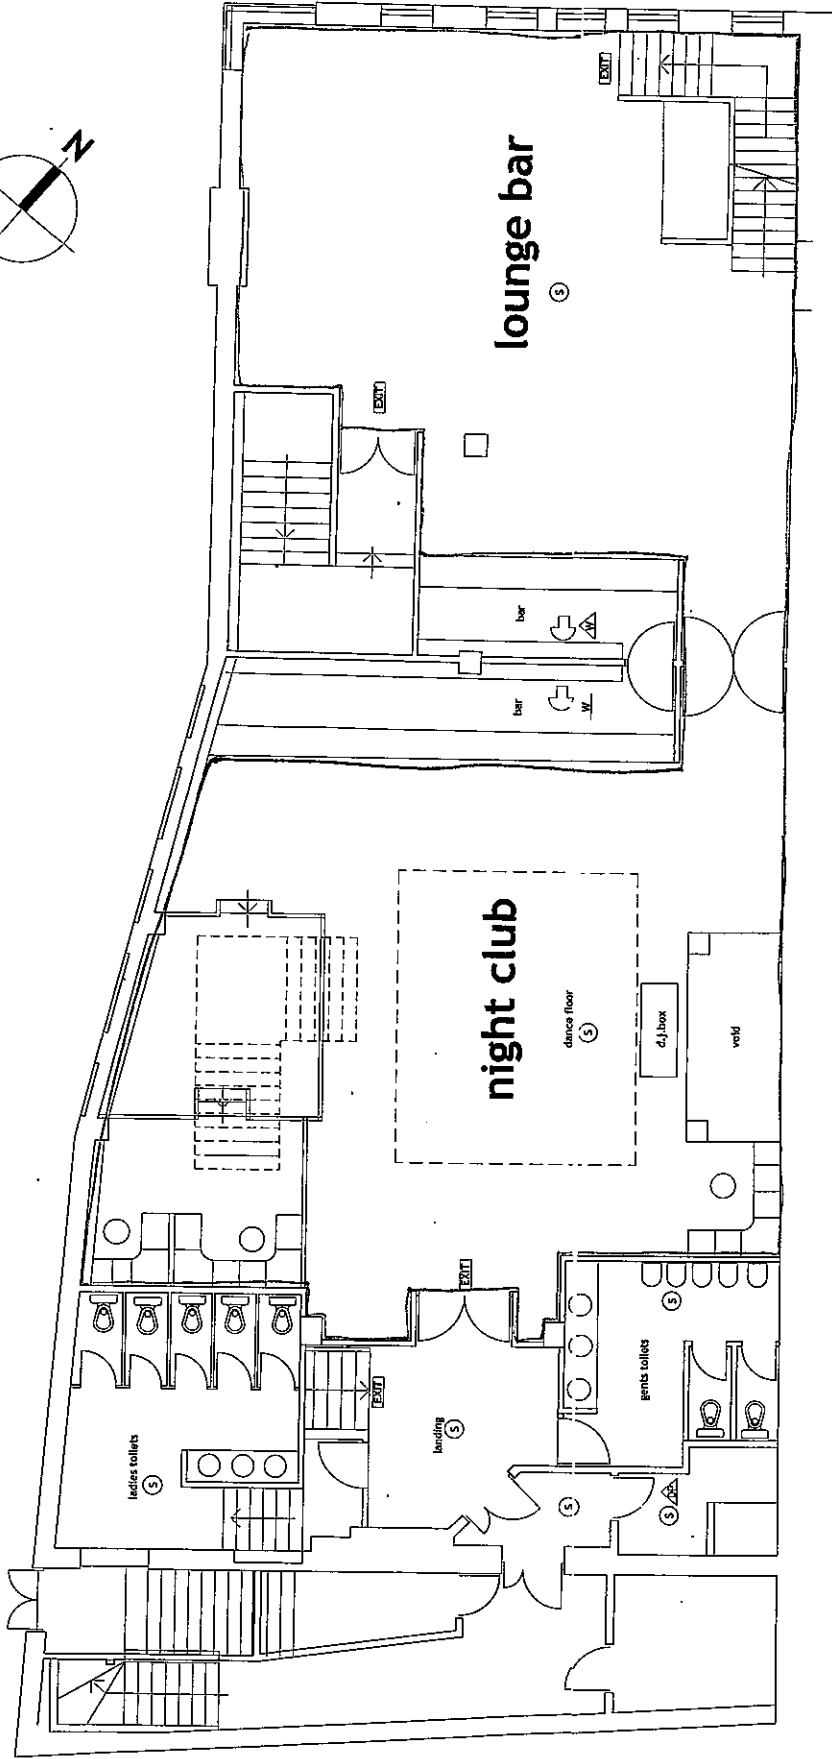 N
EXIT
lounge bar
S
EXIT
bar
W
bar
W
night club
dance floor
S
d.j.box
void
EXIT
S
gents toilets
EXIT
landing
S
ladies toilets
S
S
S
DP